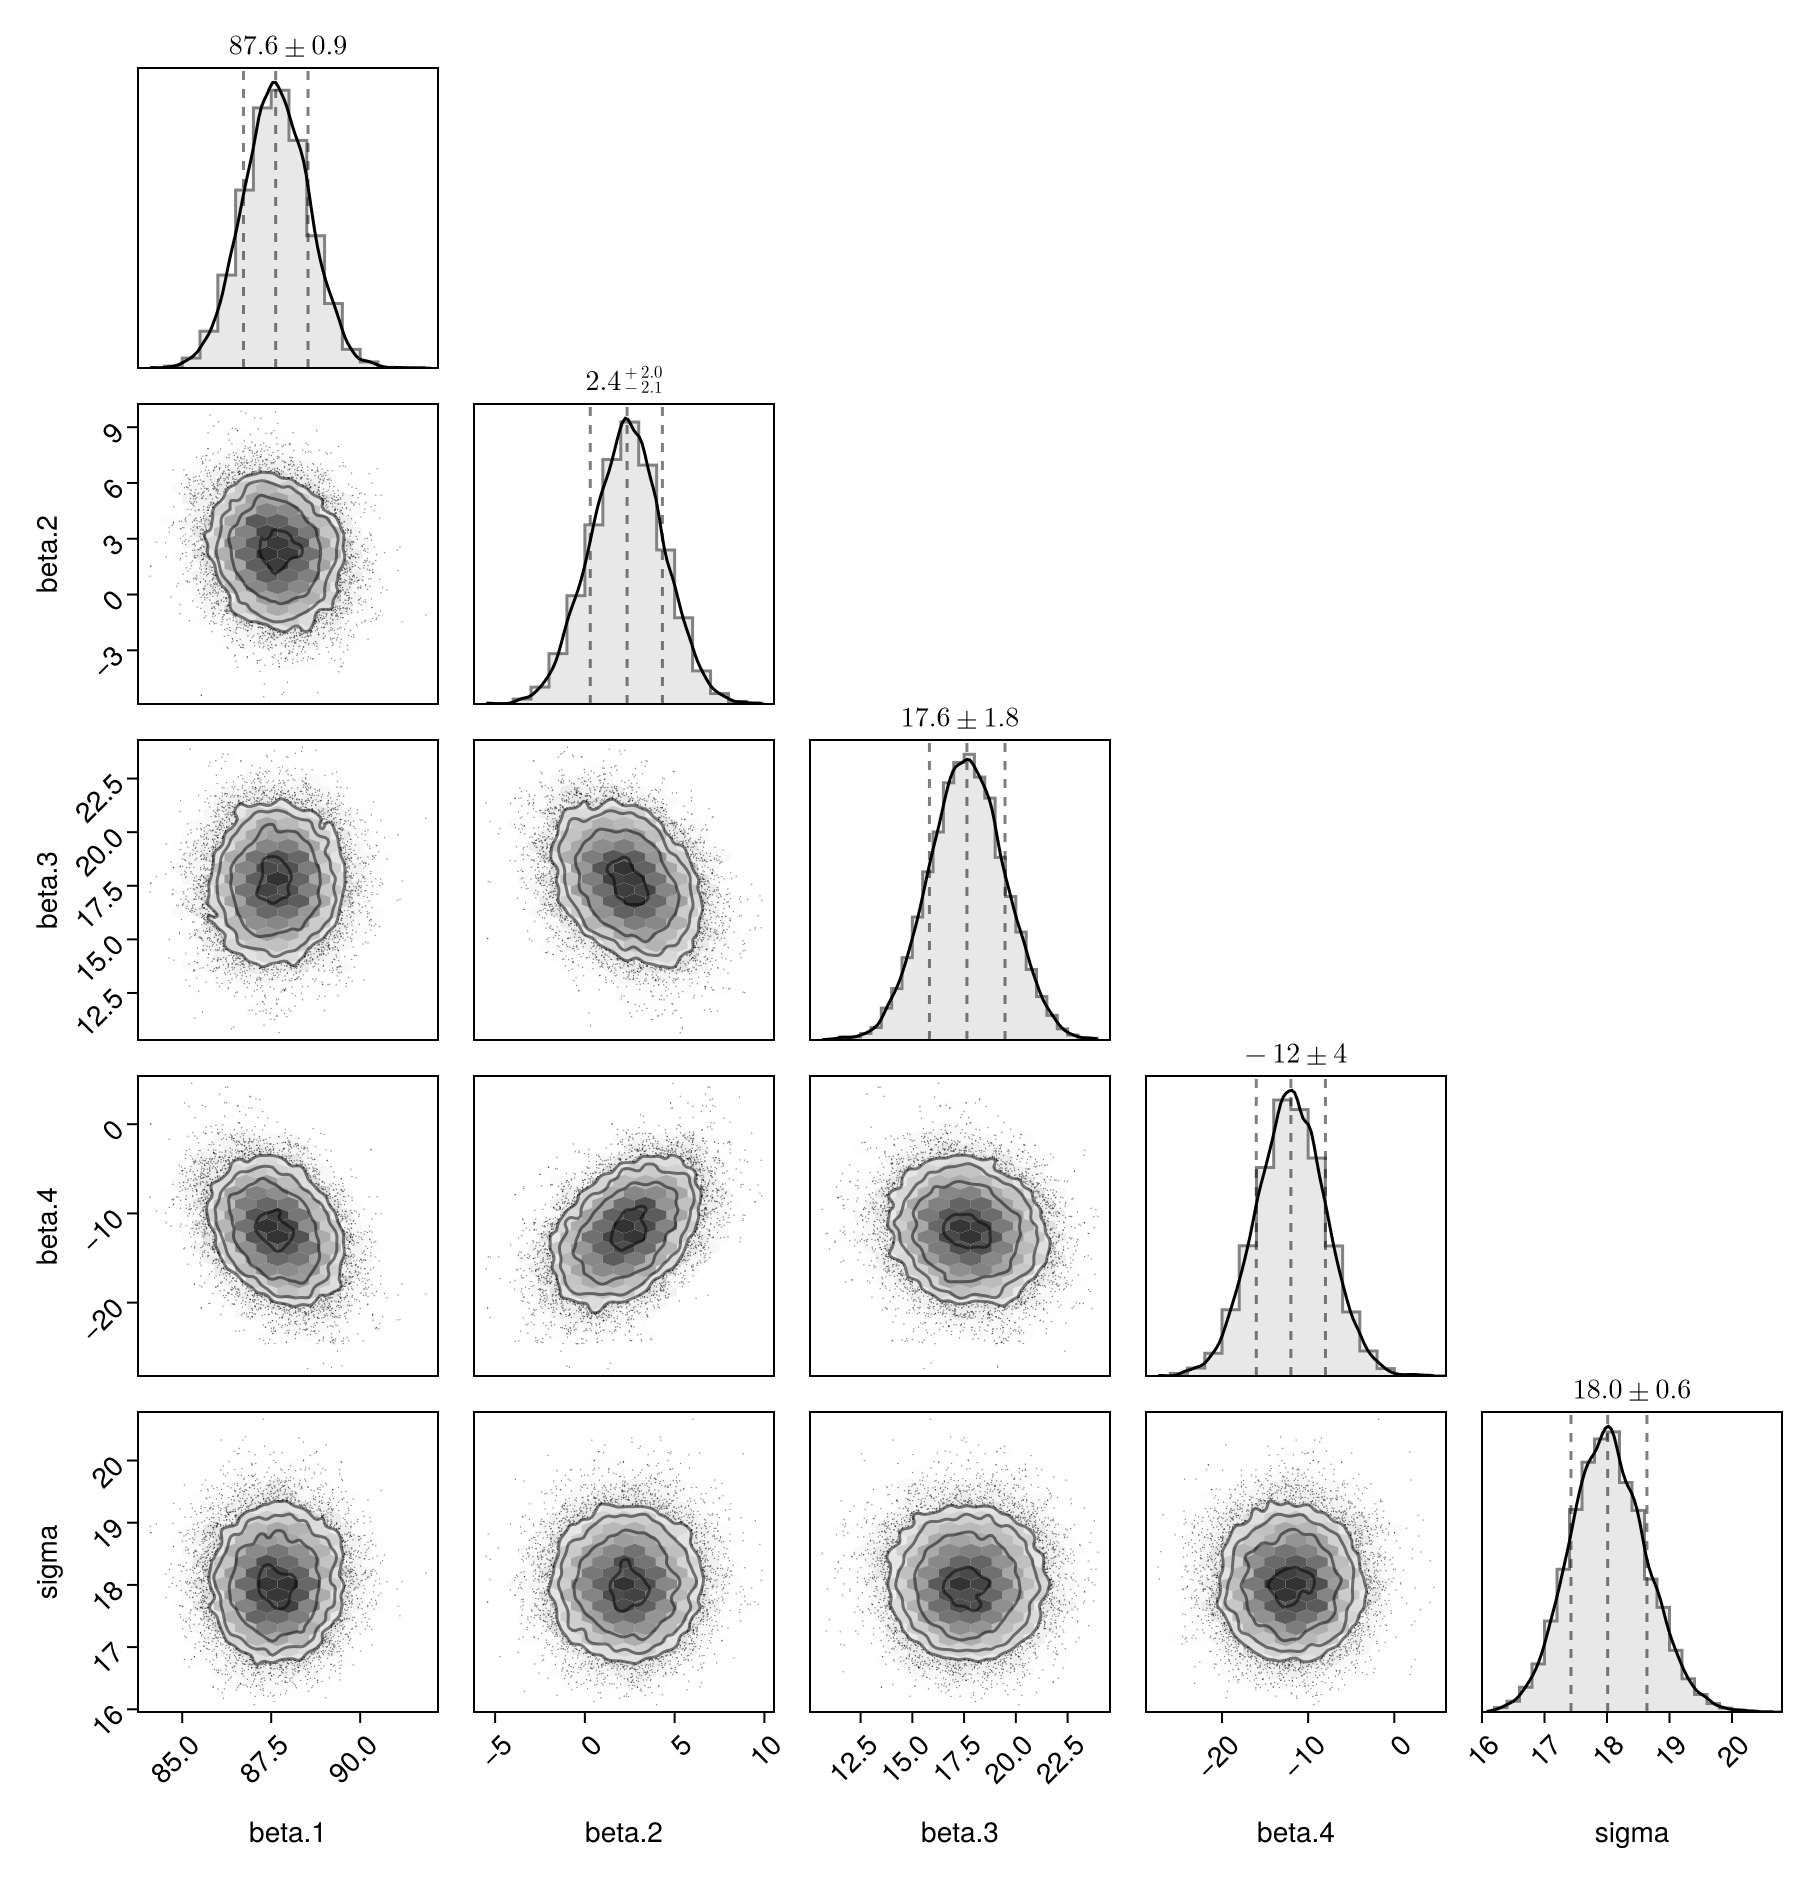 87.6 ± 0.9
2.4 +2.0 −2.1
9
6
3
0
−3
beta.2
17.6 ± 1.8
22.5
20.0
17.5
15.0
12.5
beta.3
−12 ± 4
0
−10
−20
beta.4
18.0 ± 0.6
20
19
18
17
16
sigma
85.0 87.5 90.0 −5 0 5 10 12.5 15.0 17.5 20.0 22.5 −20 −10 0 16 17 18 19 20
beta.1 beta.2 beta.3 beta.4 sigma